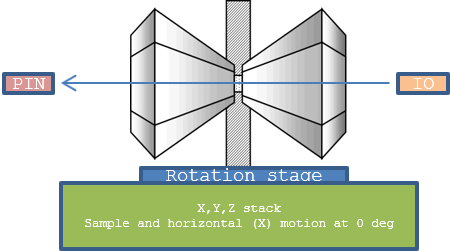 PIN
IO
Rotation stage
X,Y,Z stack
Sample and horizontal (X) motion at 0 deg